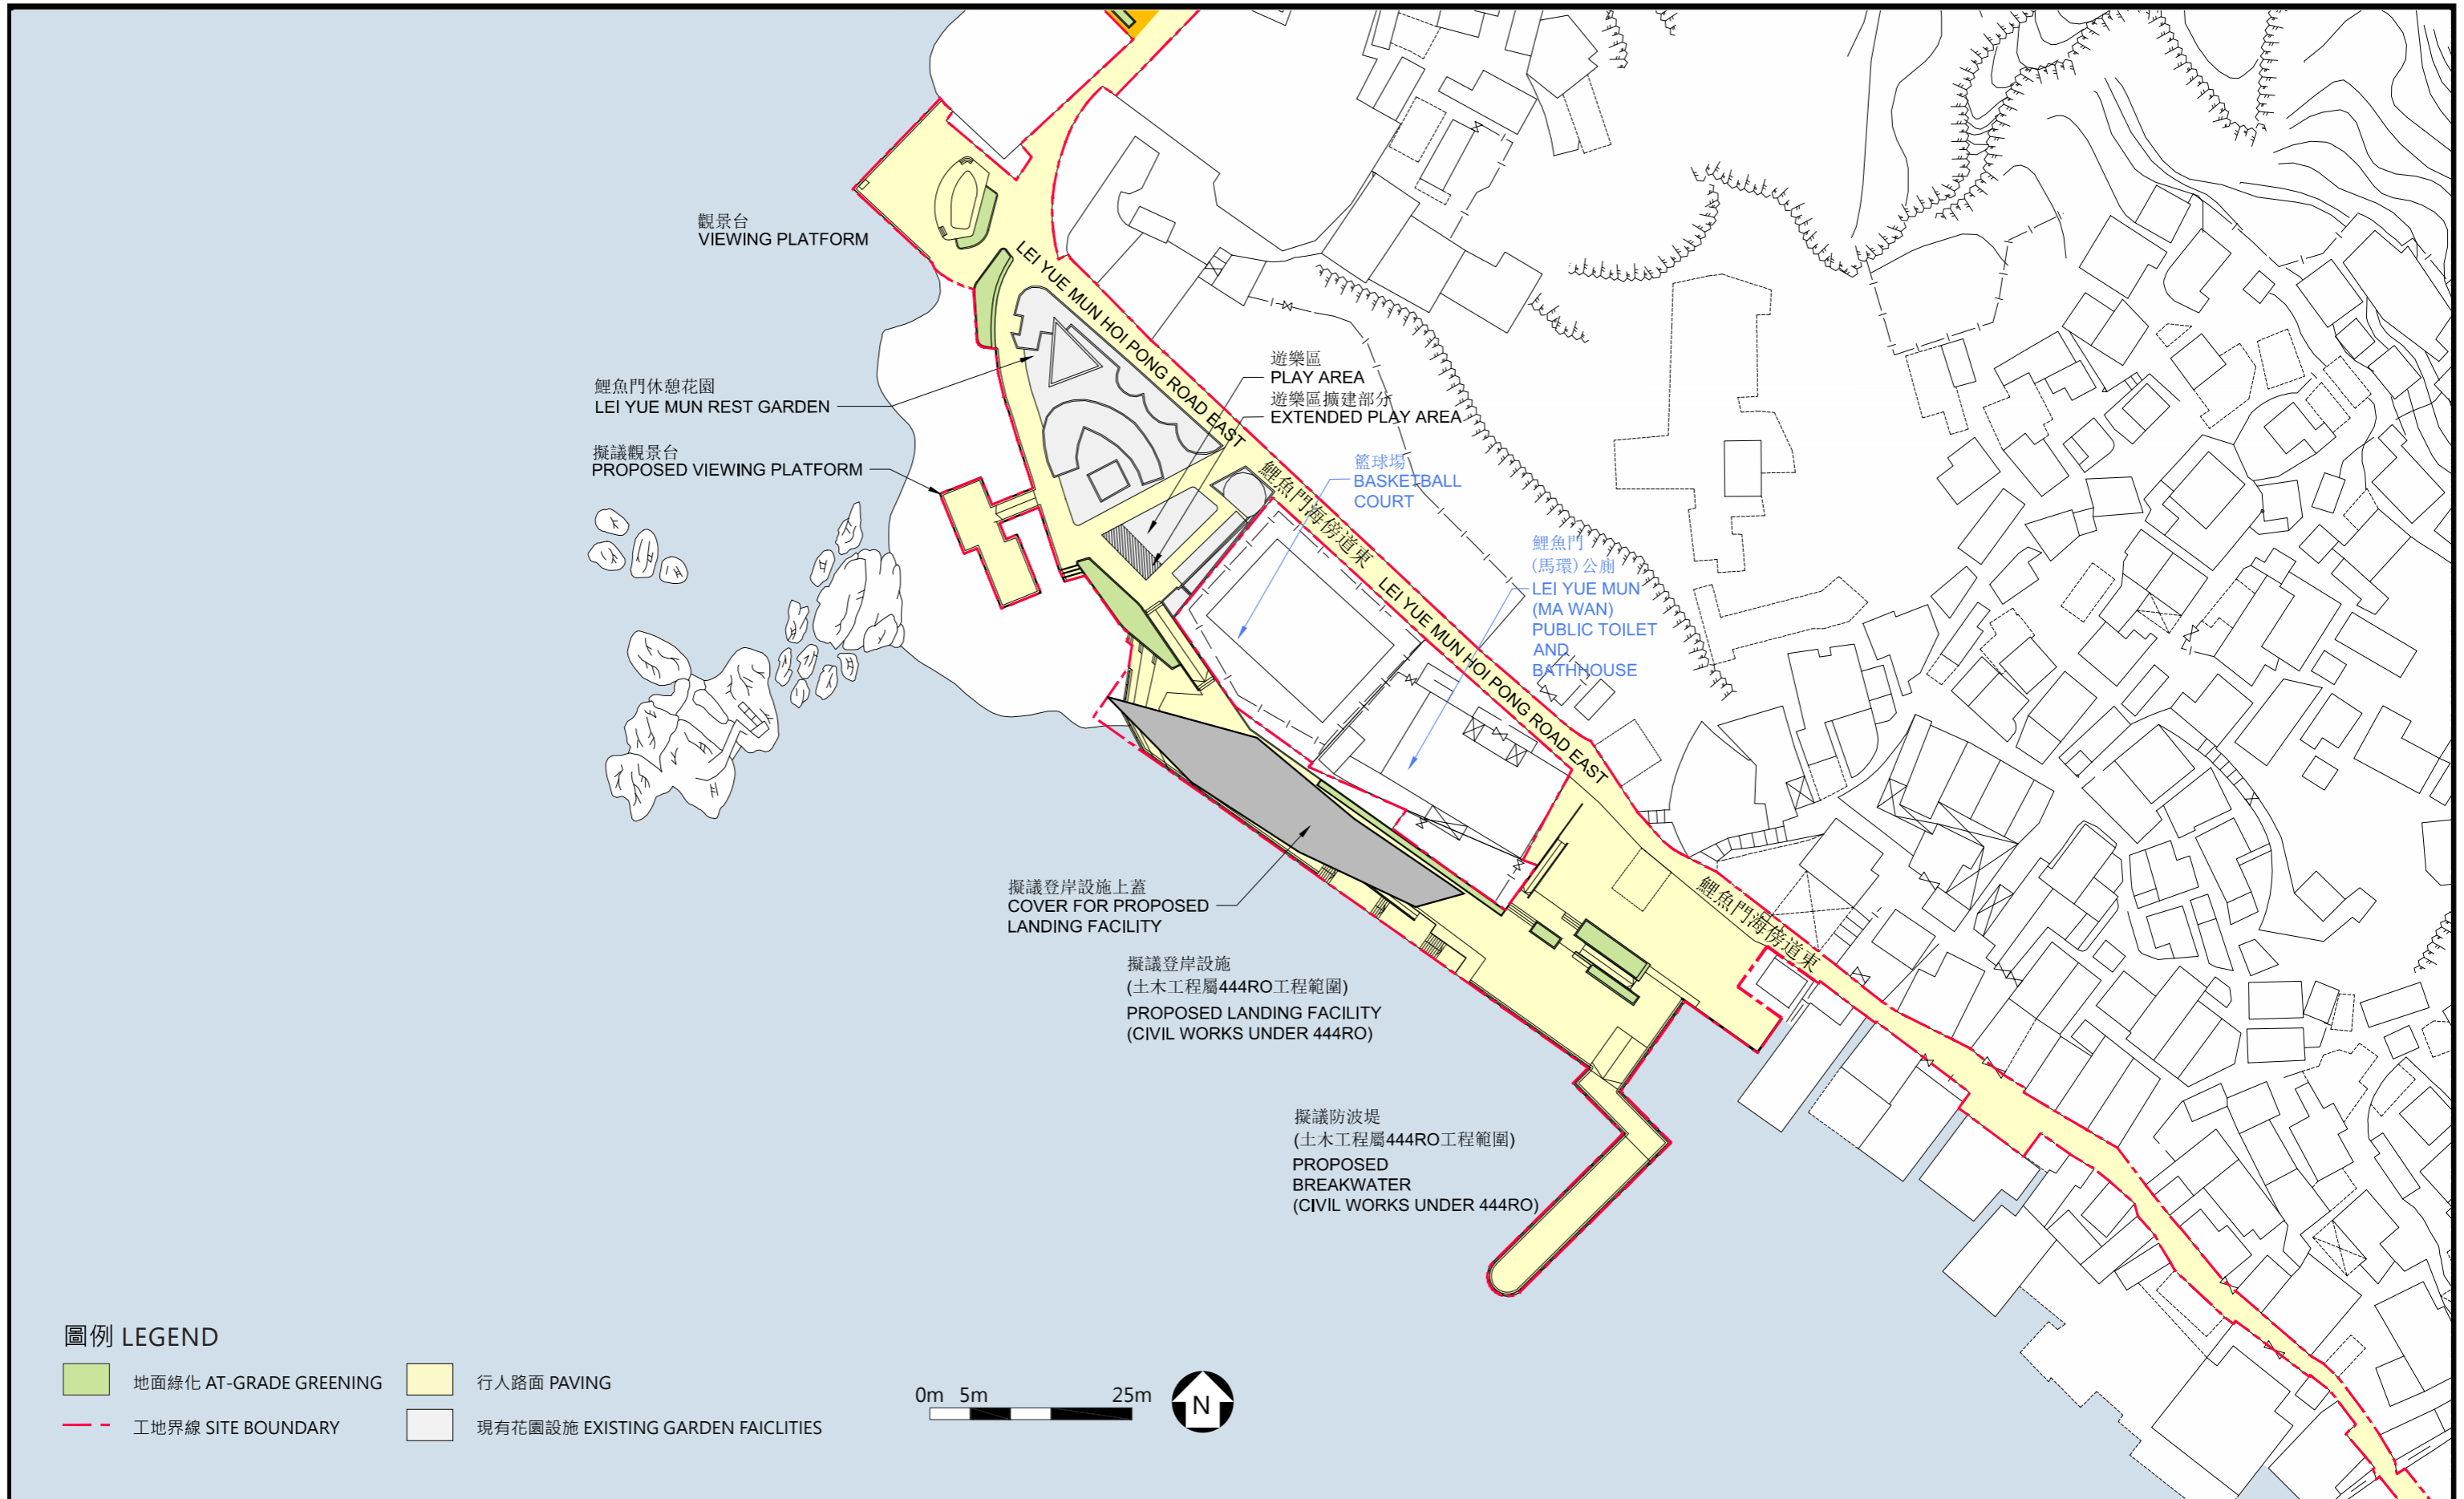 觀景台
VIEWING PLATFORM
LEI YUE MUN HOI PONG ROAD EAST
遊樂區
PLAY AREA
遊樂區擴建部分
EXTENDED PLAY AREA
鯉魚門休憩花園
LEI YUE MUN REST GARDEN
擬議觀景台
PROPOSED VIEWING PLATFORM
籃球場
BASKETBALL
COURT
鯉魚門海傍道東
鯉魚門
(馬環)公廁
LEI YUE MUN
(MA WAN)
PUBLIC TOILET
AND
BATHHOUSE
LEI YUE MUN HOI PONG ROAD EAST
鯉魚門海傍道東
擬議登岸設施上蓋
COVER FOR PROPOSED
LANDING FACILITY
擬議登岸設施
(土木工程屬444RO工程範圍)
PROPOSED LANDING FACILITY
(CIVIL WORKS UNDER 444RO)
擬議防波堤
(土木工程屬444RO工程範圍)
PROPOSED
BREAKWATER
(CIVIL WORKS UNDER 444RO)
圖例 LEGEND
地面綠化 AT-GRADE GREENING
行人路面 PAVING
工地界線 SITE BOUNDARY
現有花園設施 EXISTING GARDEN FAICLITIES
0m 5m 25m
N